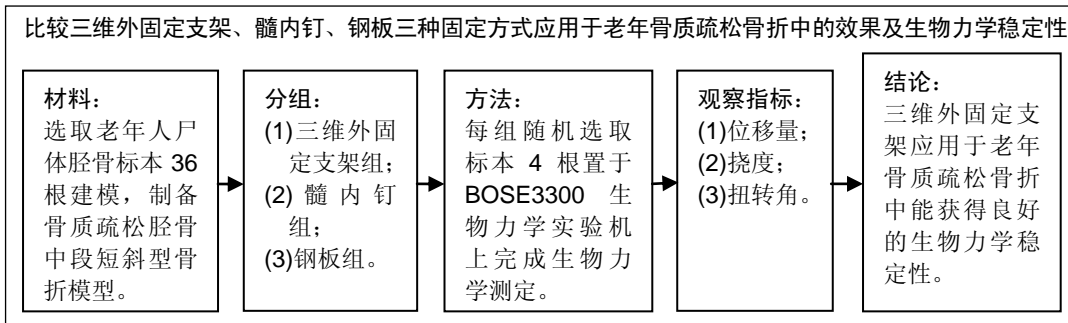 比较三维外固定支架、髓内钉、钢板三种固定方式应用于老年骨质疏松骨折中的效果及生物力学稳定性
材料：
选取老年人尸
体胫骨标本 36
根建模，制备
骨质疏松胫骨
中段短斜型骨
折模型。
分组：
(1)三维外固
定支架组；
(2)髓内钉
组；
(3)钢板组。
方法：
每组随机选取
标本 4 根置于
BOSE3300 生
物力学实验机
上完成生物力
学测定。
观察指标：
(1)位移量；
(2)挠度；
(3)扭转角。
结论：
三维外固定支
架应用于老年
骨质疏松骨折
中能获得良好
的生物力学稳
定性。